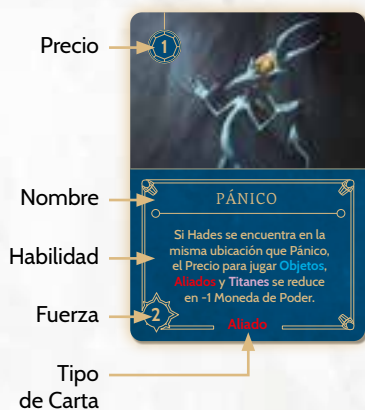 Precio
1
Nombre
PÁNICO
Habilidad
Si Hades se encuentra en la
misma ubicación que Pánico,
el Precio para jugar Objetos,
Aliados y Titanes se reduce
en -1 Moneda de Poder.
Fuerza
2
Aliado
Tipo
de Carta